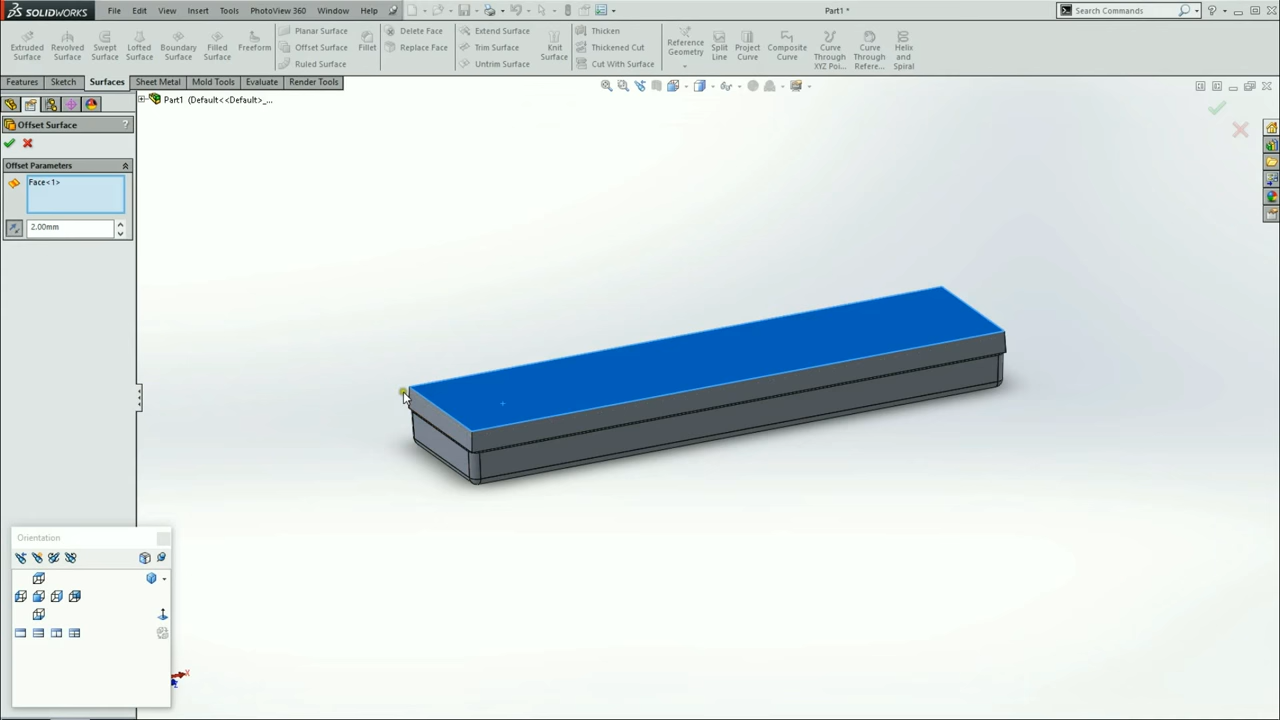 SOLIDWORKS File Edit View Insert Tools PhotoView 360 Window Help Part1 * Search Commands
Extruded Surface
Revolved Surface
Swept Surface
Lofted Surface
Boundary Surface
Filled Surface
Freeform
Planar Surface
Offset Surface
Ruled Surface
Fillet
Delete Face
Replace Face
Extend Surface
Trim Surface
Untrim Surface
Knit Surface
Thicken
Thickened Cut
Cut With Surface
Reference Geometry
Split Line
Project Curve
Composite Curve
Curve Through XYZ Poi...
Curve Through Refere...
Helix and Spiral
Features Sketch Surfaces Sheet Metal Mold Tools Evaluate Render Tools
Part1 (Default<<Default>_...
Offset Surface ?
Offset Parameters
Face<1>
2.00mm
Orientation
X
Z